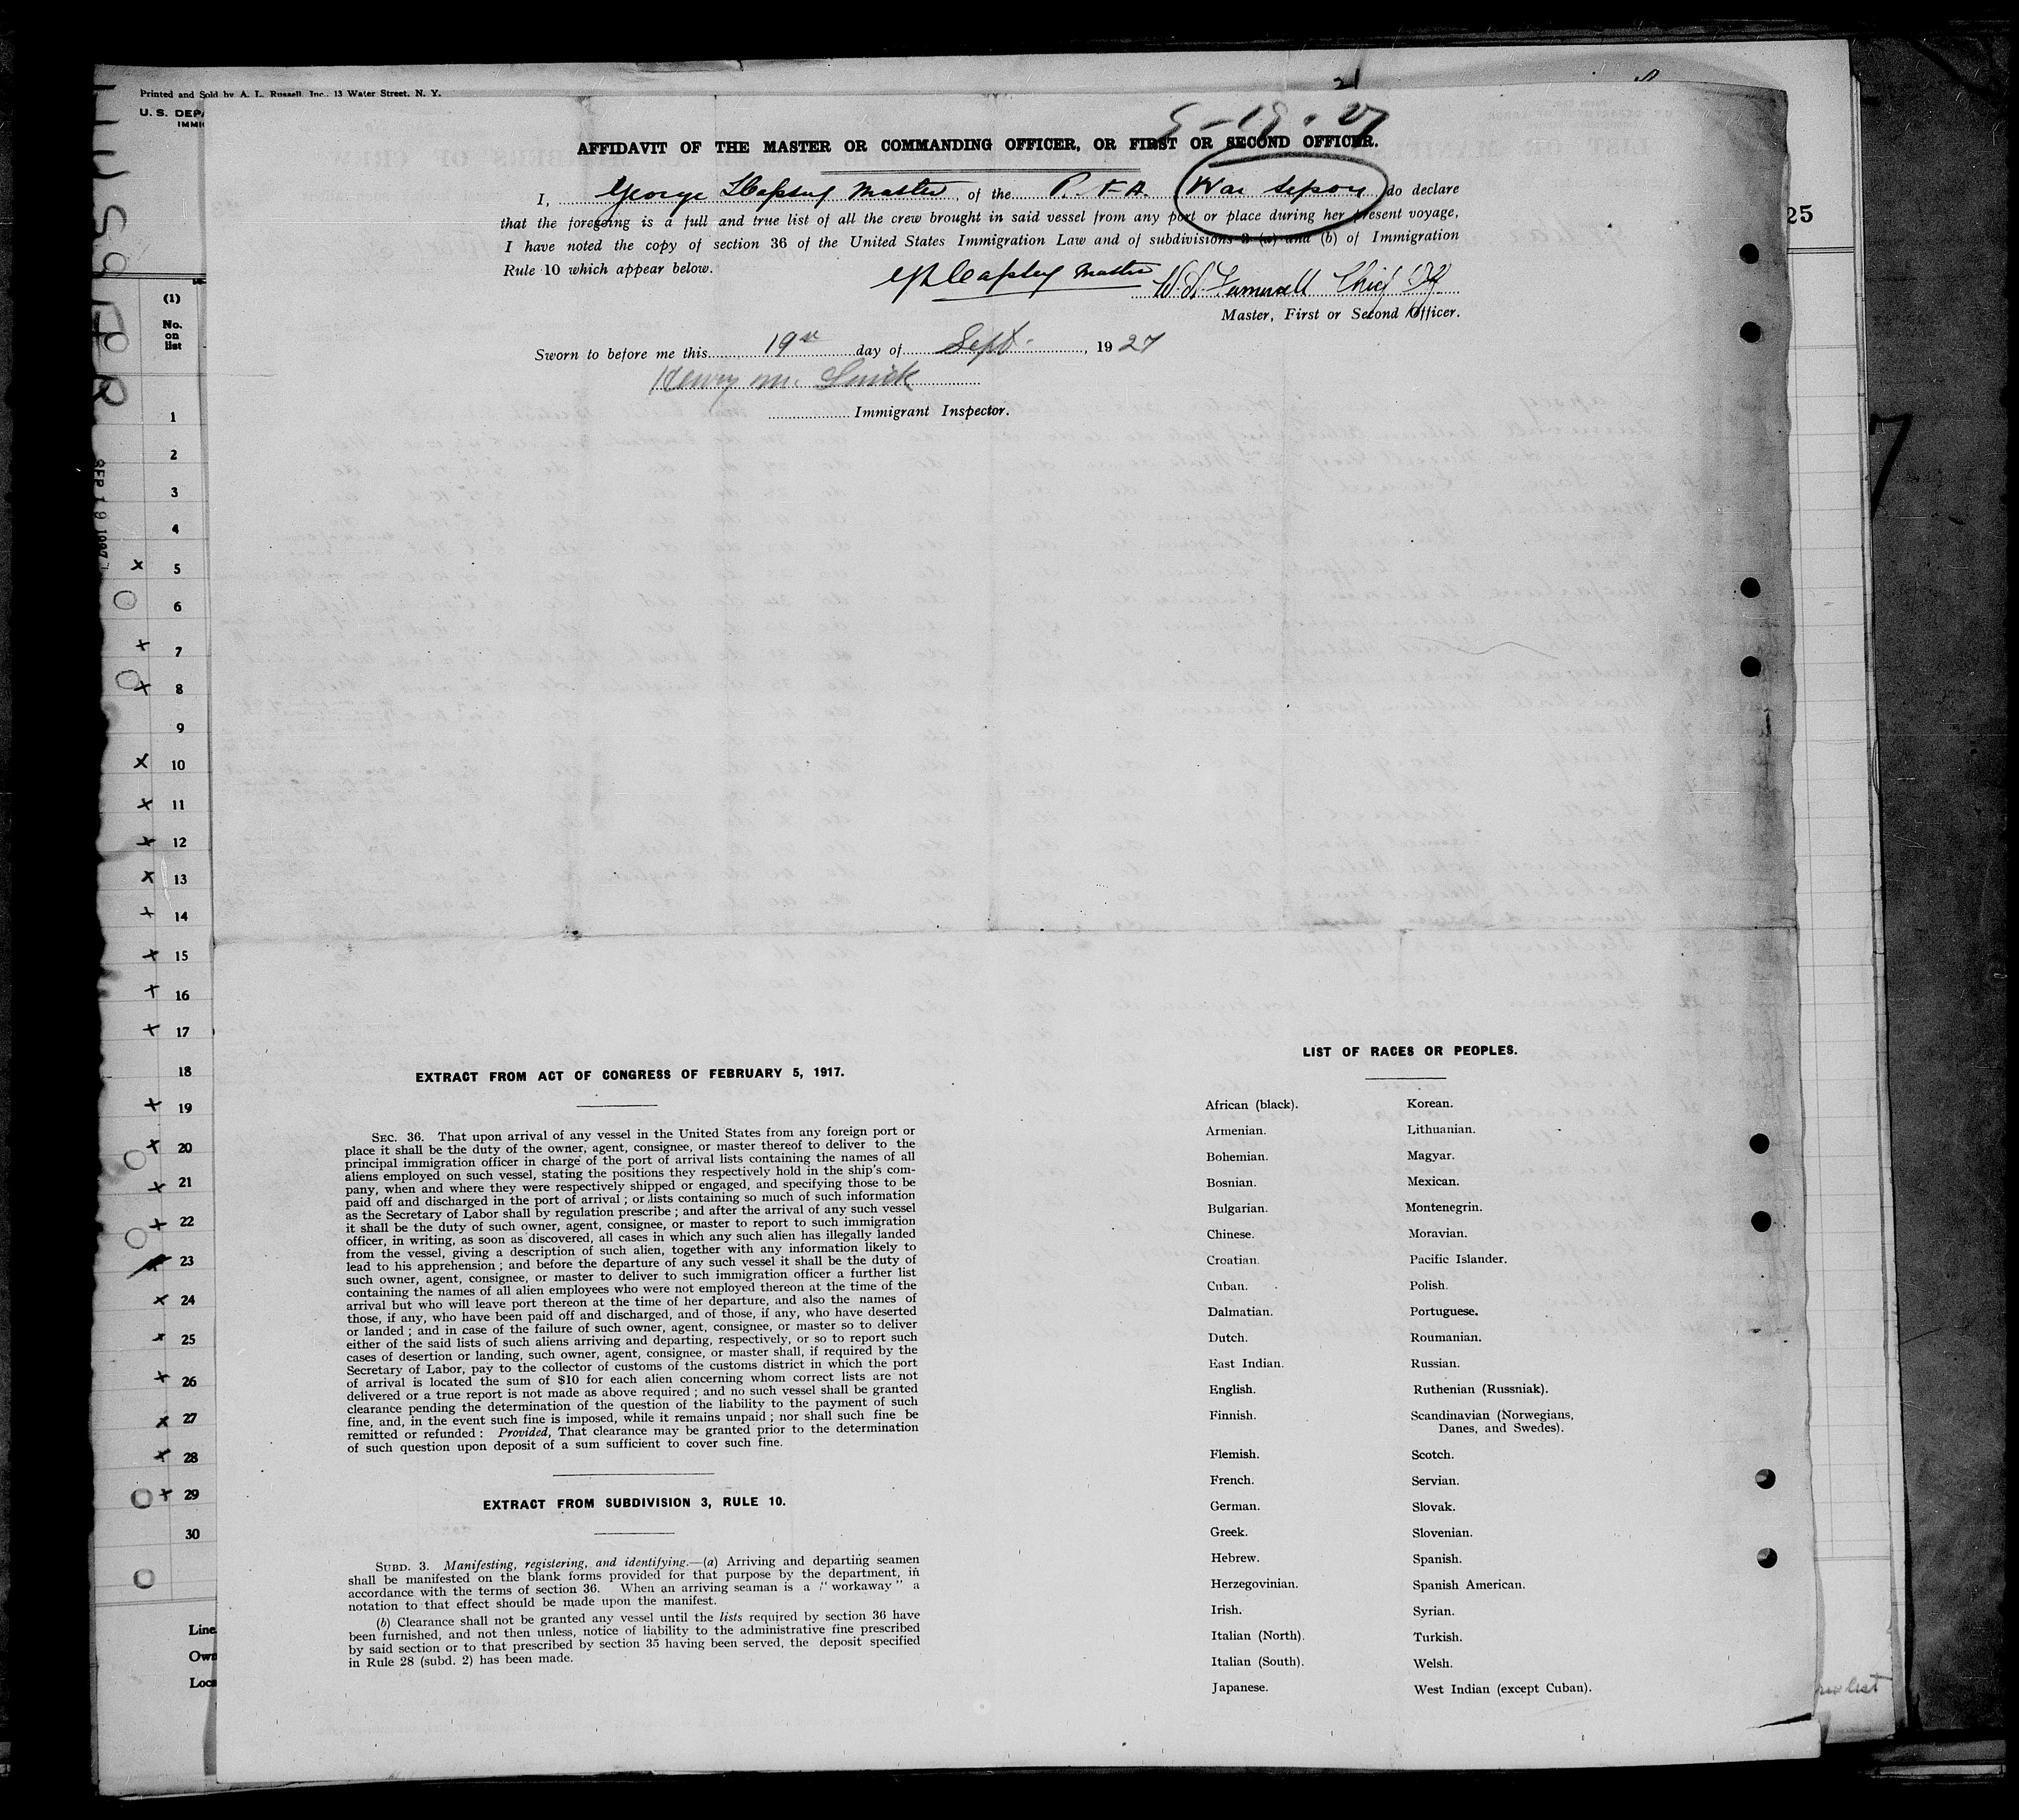 Printed and Sold by A. L. Russell, Inc., 13 Water Street, N. Y.
U. S. DEPA
IMMIG
25
7
SEP 19 1927
(1)
No.
on
list
1
2
3
4
5
6
7
8
9
10
11
12
13
14
15
16
17
18
19
20
21
22
23
24
25
26
27
28
29
30
Line
Own
Loca
21
9-19-27
AFFIDAVIT OF THE MASTER OR COMMANDING OFFICER, OR FIRST OR SECOND OFFICER.
I, George Master, of the R.F.A. War Sepoy do declare
that the foregoing is a full and true list of all the crew brought in said vessel from any port or place during her present voyage,
I have noted the copy of section 36 of the United States Immigration Law and of subdivisions 3 (a) and (b) of Immigration
Rule 10 which appear below.
Master
Chief Off
Master, First or Second Officer.
Sworn to before me this 19th day of Sept., 1927
Henry M.
Immigrant Inspector.
EXTRACT FROM ACT OF CONGRESS OF FEBRUARY 5, 1917.
SEC. 36. That upon arrival of any vessel in the United States from any foreign port or
place it shall be the duty of the owner, agent, consignee, or master thereof to deliver to the
principal immigration officer in charge of the port of arrival lists containing the names of all
aliens employed on such vessel, stating the positions they respectively hold in the ship's com-
pany, when and where they were respectively shipped or engaged, and specifying those to be
paid off and discharged in the port of arrival ; or lists containing so much of such information
as the Secretary of Labor shall by regulation prescribe ; and after the arrival of any such vessel
it shall be the duty of such owner, agent, consignee, or master to report to such immigration
officer, in writing, as soon as discovered, all cases in which any such alien has illegally landed
from the vessel, giving a description of such alien, together with any information likely to
lead to his apprehension ; and before the departure of any such vessel it shall be the duty of
such owner, agent, consignee, or master to deliver to such immigration officer a further list
containing the names of all alien employees who were not employed thereon at the time of the
arrival but who will leave port thereon at the time of her departure, and also the names of
those, if any, who have been paid off and discharged, and of those, if any, who have deserted
or landed ; and in case of the failure of such owner, agent, consignee, or master so to deliver
either of the said lists of such aliens arriving and departing, respectively, or so to report such
cases of desertion or landing, such owner, agent, consignee, or master shall, if required by the
Secretary of Labor, pay to the collector of customs of the customs district in which the port
of arrival is located the sum of $10 for each alien concerning whom correct lists are not
delivered or a true report is not made as above required ; and no such vessel shall be granted
clearance pending the determination of the question of the liability to the payment of such
fine, and, in the event such fine is imposed, while it remains unpaid ; nor shall such fine be
remitted or refunded : Provided, That clearance may be granted prior to the determination
of such question upon deposit of a sum sufficient to cover such fine.
EXTRACT FROM SUBDIVISION 3, RULE 10.
SUBD. 3. Manifesting, registering, and identifying.—(a) Arriving and departing seamen
shall be manifested on the blank forms provided for that purpose by the department, in
accordance with the terms of section 36. When an arriving seaman is a " workaway " a
notation to that effect should be made upon the manifest.
(b) Clearance shall not be granted any vessel until the lists required by section 36 have
been furnished, and not then unless, notice of liability to the administrative fine prescribed
by said section or to that prescribed by section 35 having been served, the deposit specified
in Rule 28 (subd. 2) has been made.
LIST OF RACES OR PEOPLES.
African (black).
Armenian.
Bohemian.
Bosnian.
Bulgarian.
Chinese.
Croatian.
Cuban.
Dalmatian.
Dutch.
East Indian.
English.
Finnish.
Flemish.
French.
German.
Greek.
Hebrew.
Herzegovinian.
Irish.
Italian (North).
Italian (South).
Japanese.
Korean.
Lithuanian.
Magyar.
Mexican.
Montenegrin.
Moravian.
Pacific Islander.
Polish.
Portuguese.
Roumanian.
Russian.
Ruthenian (Russniak).
Scandinavian (Norwegians,
Danes, and Swedes).
Scotch.
Servian.
Slovak.
Slovenian.
Spanish.
Spanish American.
Syrian.
Turkish.
Welsh.
West Indian (except Cuban).